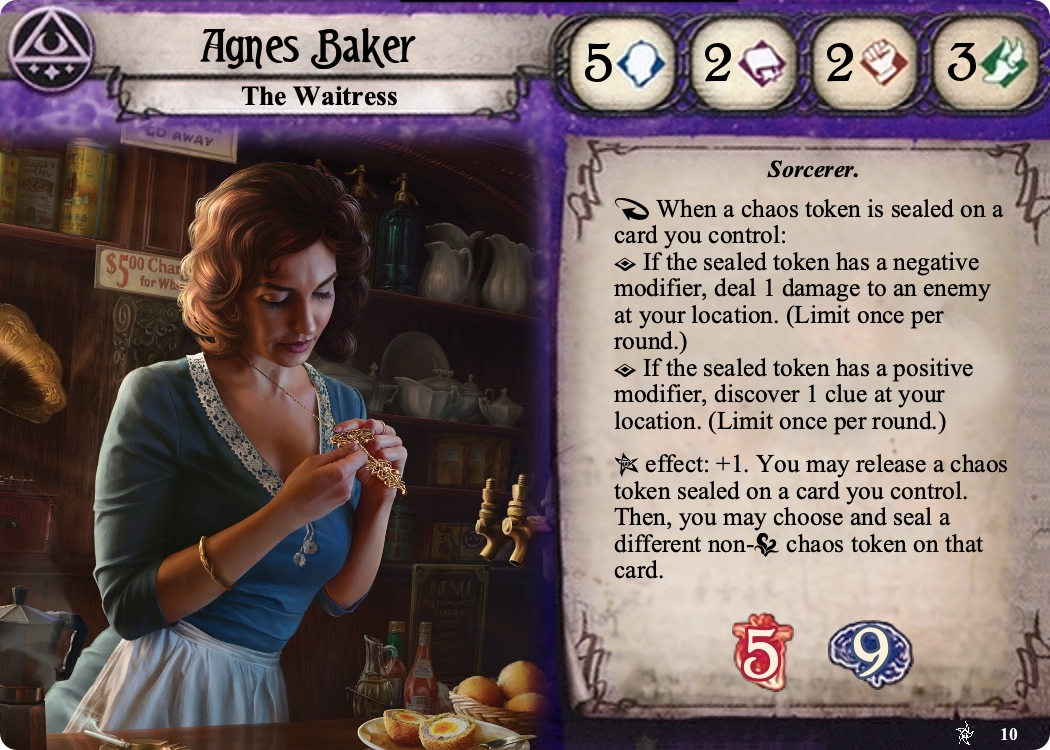 Agnes Baker
The Waitress
5 2 2 3
GO AWAY
$5.00
Sorcerer.
When a chaos token is sealed on a
card you control:
If the sealed token has a negative
modifier, deal 1 damage to an enemy
at your location. (Limit once per
round.)
If the sealed token has a positive
modifier, discover 1 clue at your
location. (Limit once per round.)
effect: +1. You may release a chaos
token sealed on a card you control.
Then, you may choose and seal a
different non- chaos token on that
card.
MENU
5 9
10